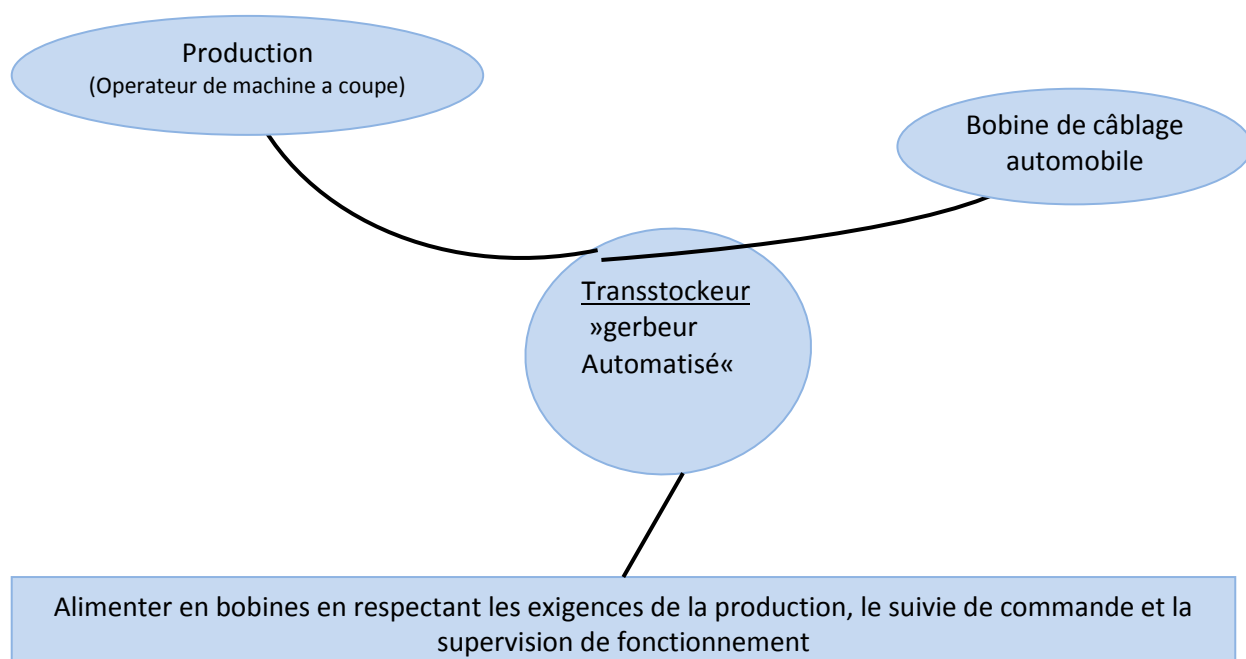 Production
(Operateur de machine a coupe)
Bobine de câblage
automobile
Transstockeur
»gerbeur
Automatisé«
Alimenter en bobines en respectant les exigences de la production, le suivie de commande et la
supervision de fonctionnement